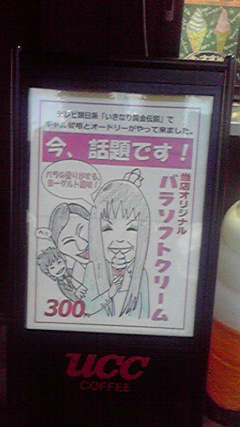 テレビ朝日系「いきなり黄金伝説」で
ギャル曽根とオードリーがやって来ました。
今、話題です！
当店オリジナル
バラソフトクリーム
バラの香りがする
ヨーグルト風味！
300
UCC
COFFEE